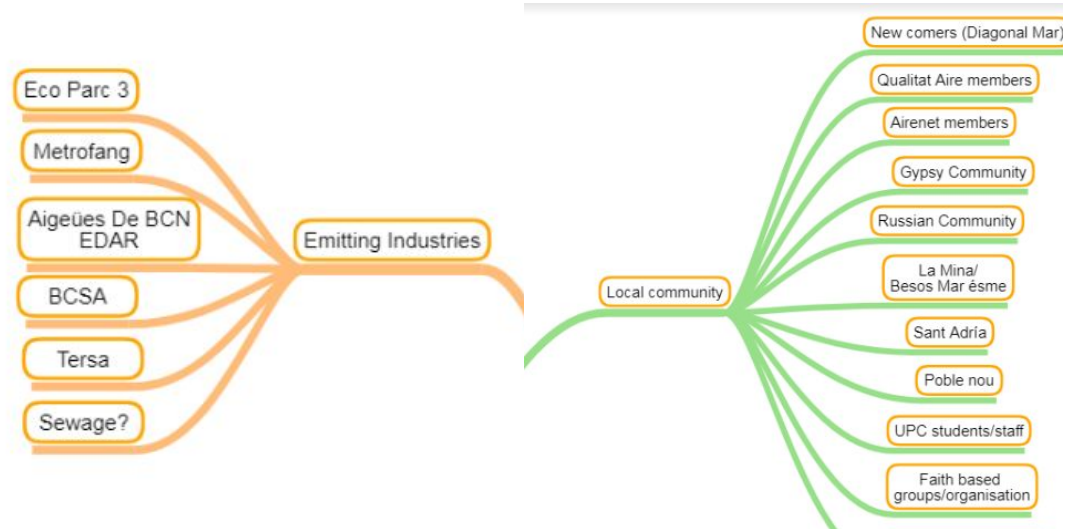 Eco Parc 3
Metrofang
Aigeües De BCN
EDAR
BCSA
Tersa
Sewage?
Emitting Industries
Local community
New comers (Diagonal Mar)
Qualitat Aire members
Airenet members
Gypsy Community
Russian Community
La Mina/
Besos Mar ésme
Sant Adría
Poble nou
UPC students/staff
Faith based
groups/organisation